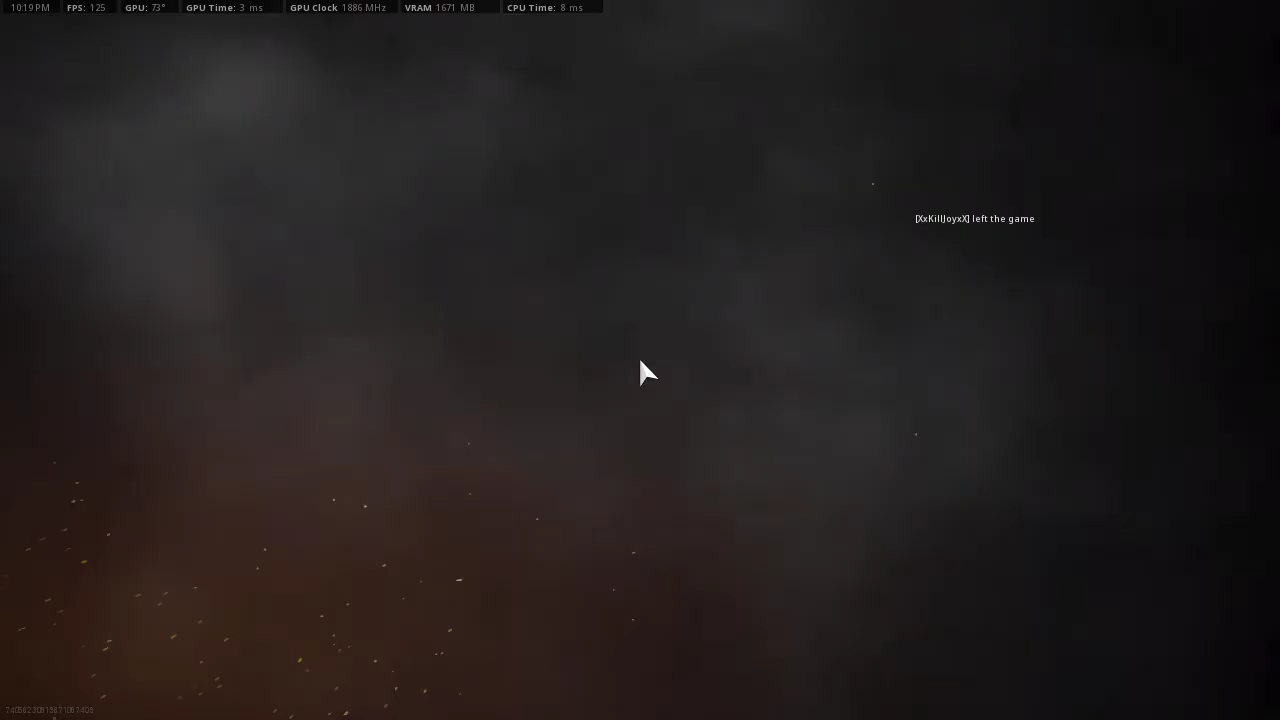 10:19 PM FPS: 125 GPU: 73° GPU Time: 3 ms GPU Clock 1886 MHz VRAM 1671 MB CPU Time: 8 ms
[XxKillJoyxX] left the game